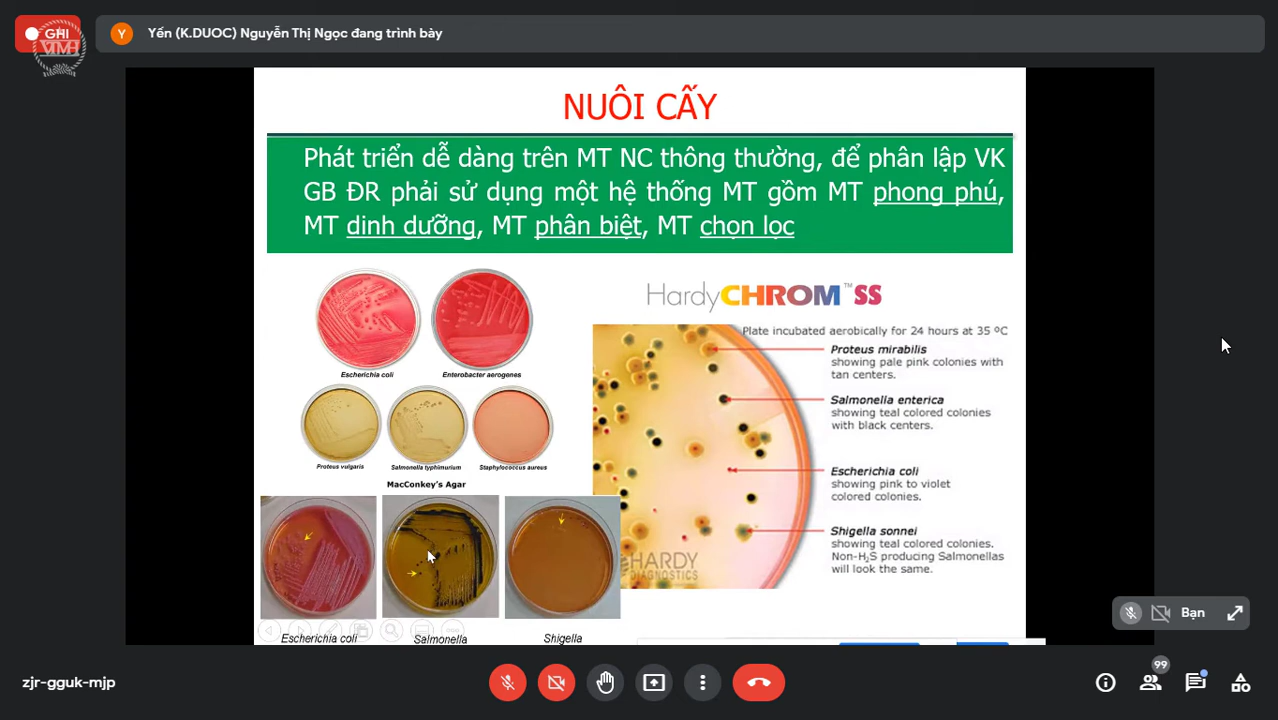 GHI
VTMH
Y
Yến (K.DUOC) Nguyễn Thị Ngọc đang trình bày
NUÔI CẤY
Phát triển dễ dàng trên MT NC thông thường, để phân lập VK
GB ĐR phải sử dụng một hệ thống MT gồm MT phong phú,
MT dinh dưỡng, MT phân biệt, MT chọn lọc
Escherichia coli
Enterobacter aerogenes
Proteus vulgaris
Salmonella typhimurium
Staphylococcus aureus
MacConkey's Agar
Escherichia coli
Salmonella
Shigella
HardyCHROM™ SS
Plate incubated aerobically for 24 hours at 35 ºC
Proteus mirabilis
showing pale pink colonies with
tan centers.
Salmonella enterica
showing teal colored colonies
with black centers.
Escherichia coli
showing pink to violet
colored colonies.
Shigella sonnei
showing teal colored colonies.
Non-H₂S producing Salmonellas
will look the same.
HARDY
DIAGNOSTICS
Bạn
zjr-gguk-mjp
99